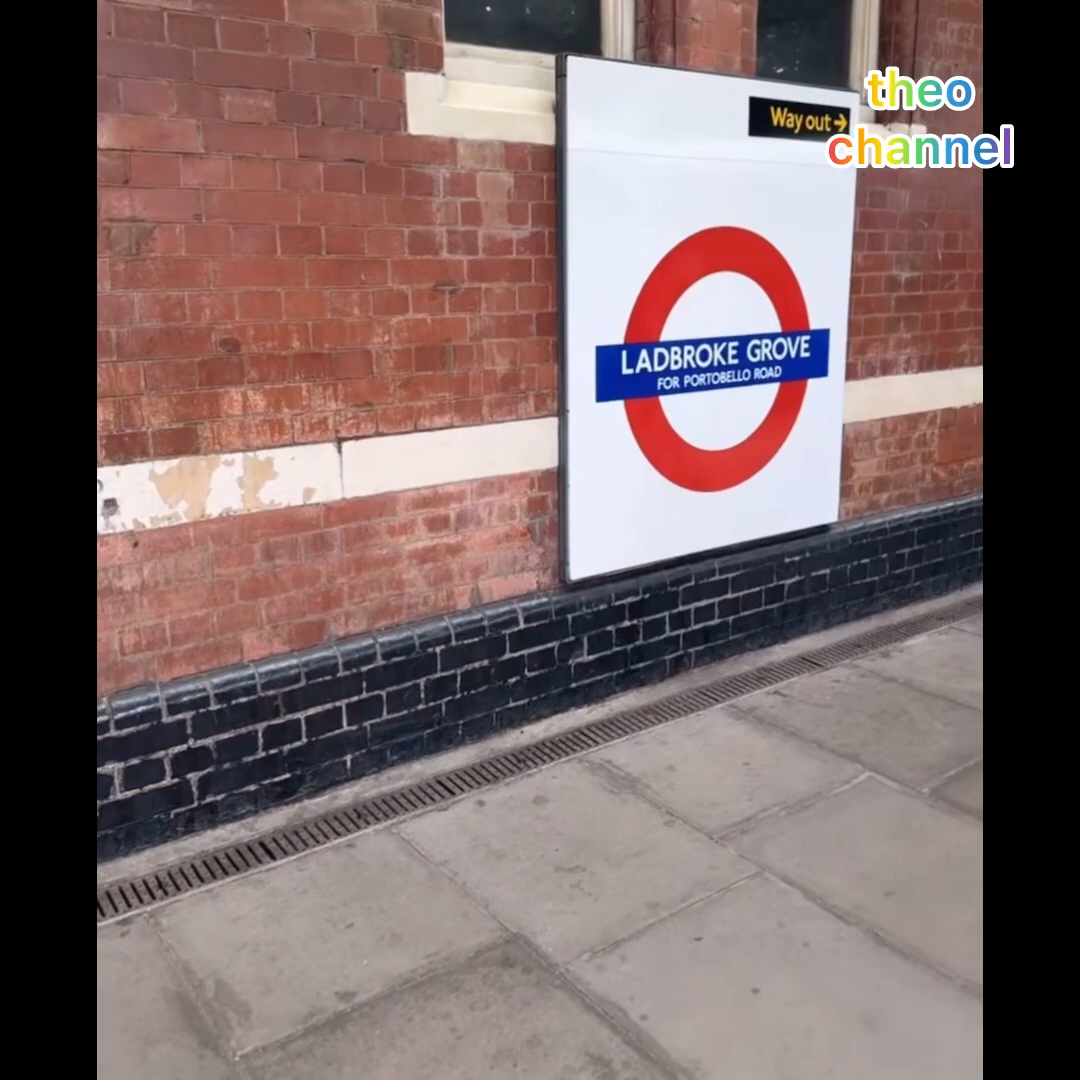 Way out →
theo
channel
LADBROKE GROVE
FOR PORTOBELLO ROAD